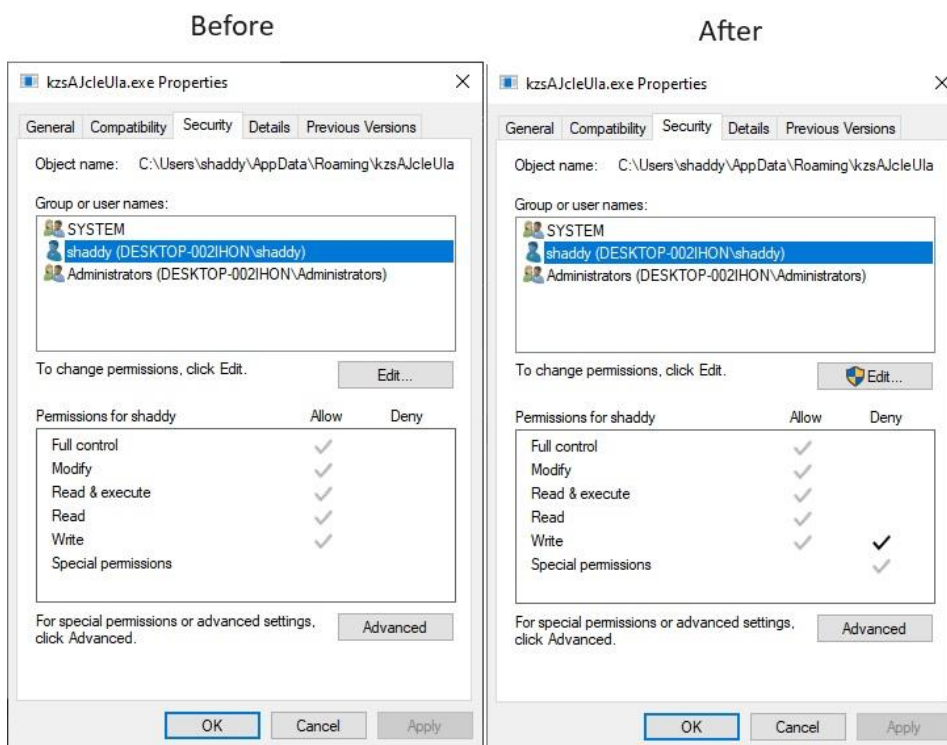 Before
kzsAJcleUla.exe Properties
General Compatibility Security Details Previous Versions
Object name: C:\Users\shaddy\AppData\Roaming\kzsAJcleUla
Group or user names:
SYSTEM
shaddy (DESKTOP-002IHON\shaddy)
Administrators (DESKTOP-002IHON\Administrators)
To change permissions, click Edit.
Edit...
Permissions for shaddy Allow Deny
Full control
Modify
Read & execute
Read
Write
Special permissions
For special permissions or advanced settings,
click Advanced.
Advanced
OK Cancel Apply
After
kzsAJcleUla.exe Properties
General Compatibility Security Details Previous Versions
Object name: C:\Users\shaddy\AppData\Roaming\kzsAJcleUla
Group or user names:
SYSTEM
shaddy (DESKTOP-002IHON\shaddy)
Administrators (DESKTOP-002IHON\Administrators)
To change permissions, click Edit.
Edit...
Permissions for shaddy Allow Deny
Full control
Modify
Read & execute
Read
Write
Special permissions
For special permissions or advanced settings,
click Advanced.
Advanced
OK Cancel Apply